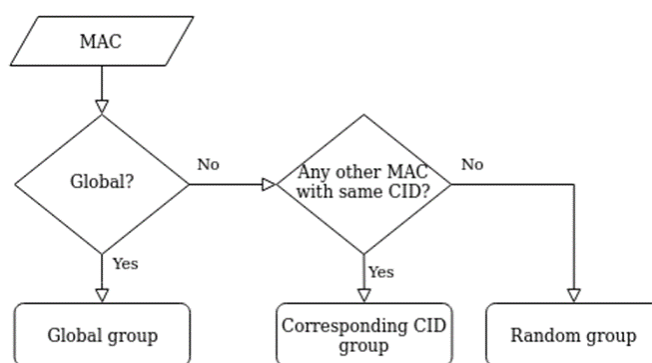 MAC
Global?
No
Any other MAC
with same CID?
No
Yes
Yes
Global group
Corresponding CID
group
Random group